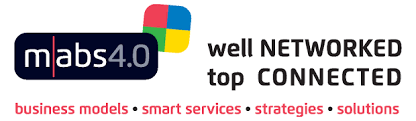 m|abs4.0
well NETWORKED
top CONNECTED
business models • smart services • strategies • solutions